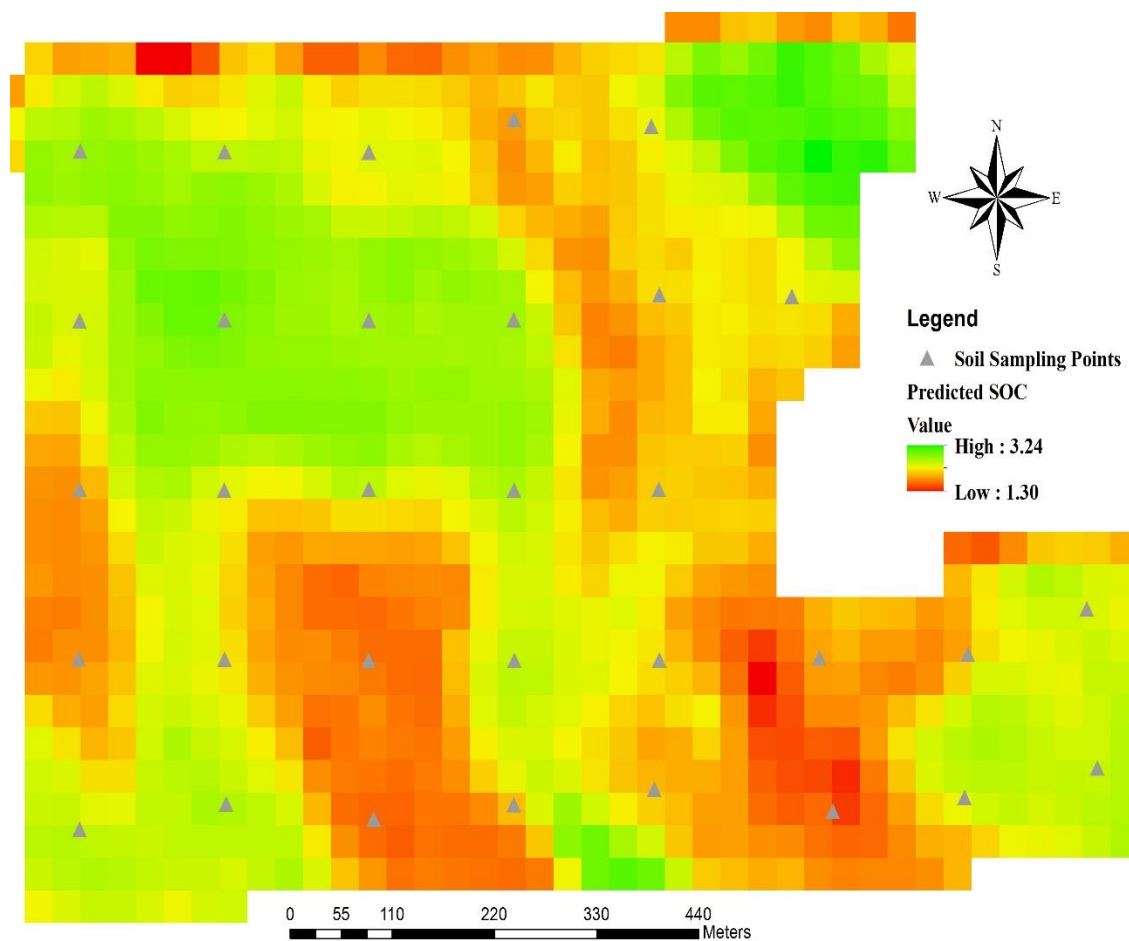 N
W E
S
Legend
Soil Sampling Points
Predicted SOC
Value
High : 3.24
Low : 1.30
0 55 110 220 330 440
Meters